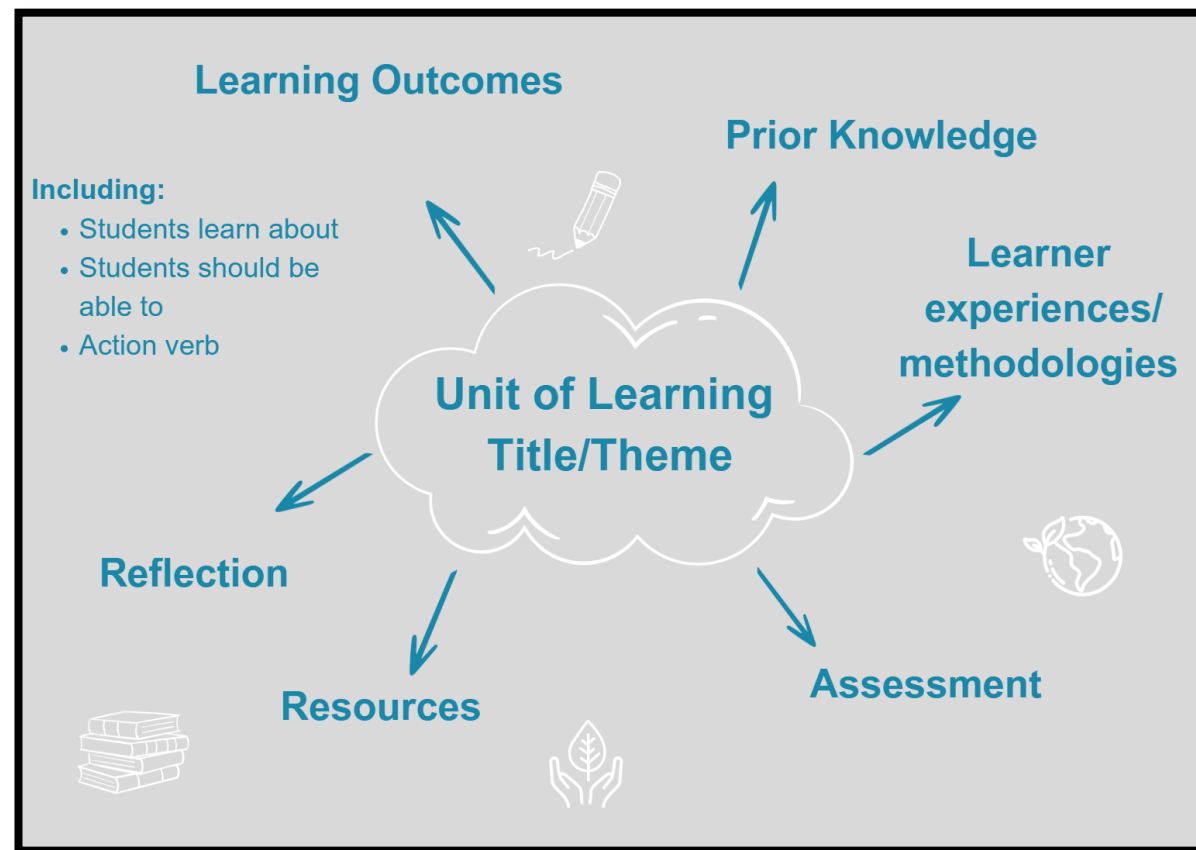 Learning Outcomes
Prior Knowledge
Including:
• Students learn about
• Students should be
able to
• Action verb
Learner
experiences/
methodologies
Unit of Learning
Title/Theme
Reflection
Resources
Assessment